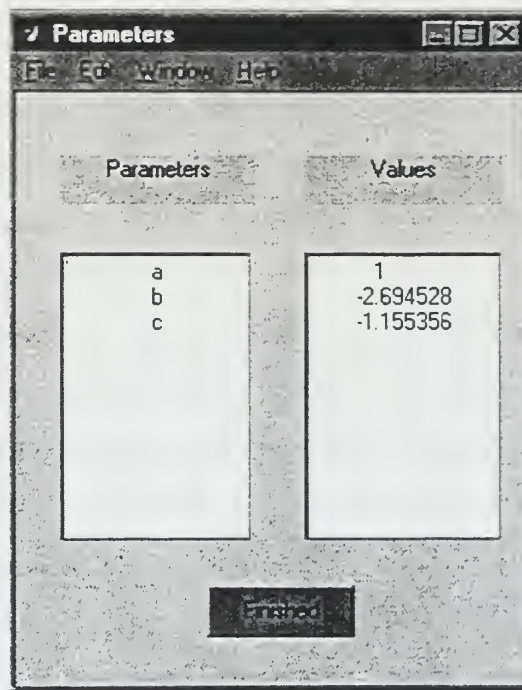 Parameters
File Edit Window Help
Parameters Values
a 1
b -2.694528
c -1.155356
Finished